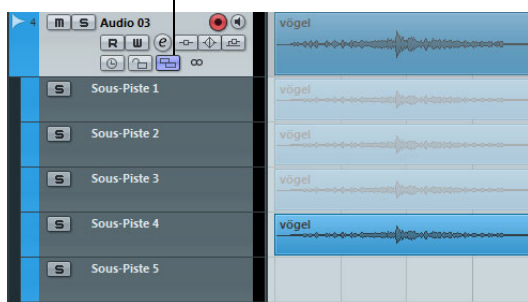 4 m S Audio 03 vögel
R W e
S Sous-Piste 1 vögel
S Sous-Piste 2 vögel
S Sous-Piste 3 vögel
S Sous-Piste 4 vögel
S Sous-Piste 5